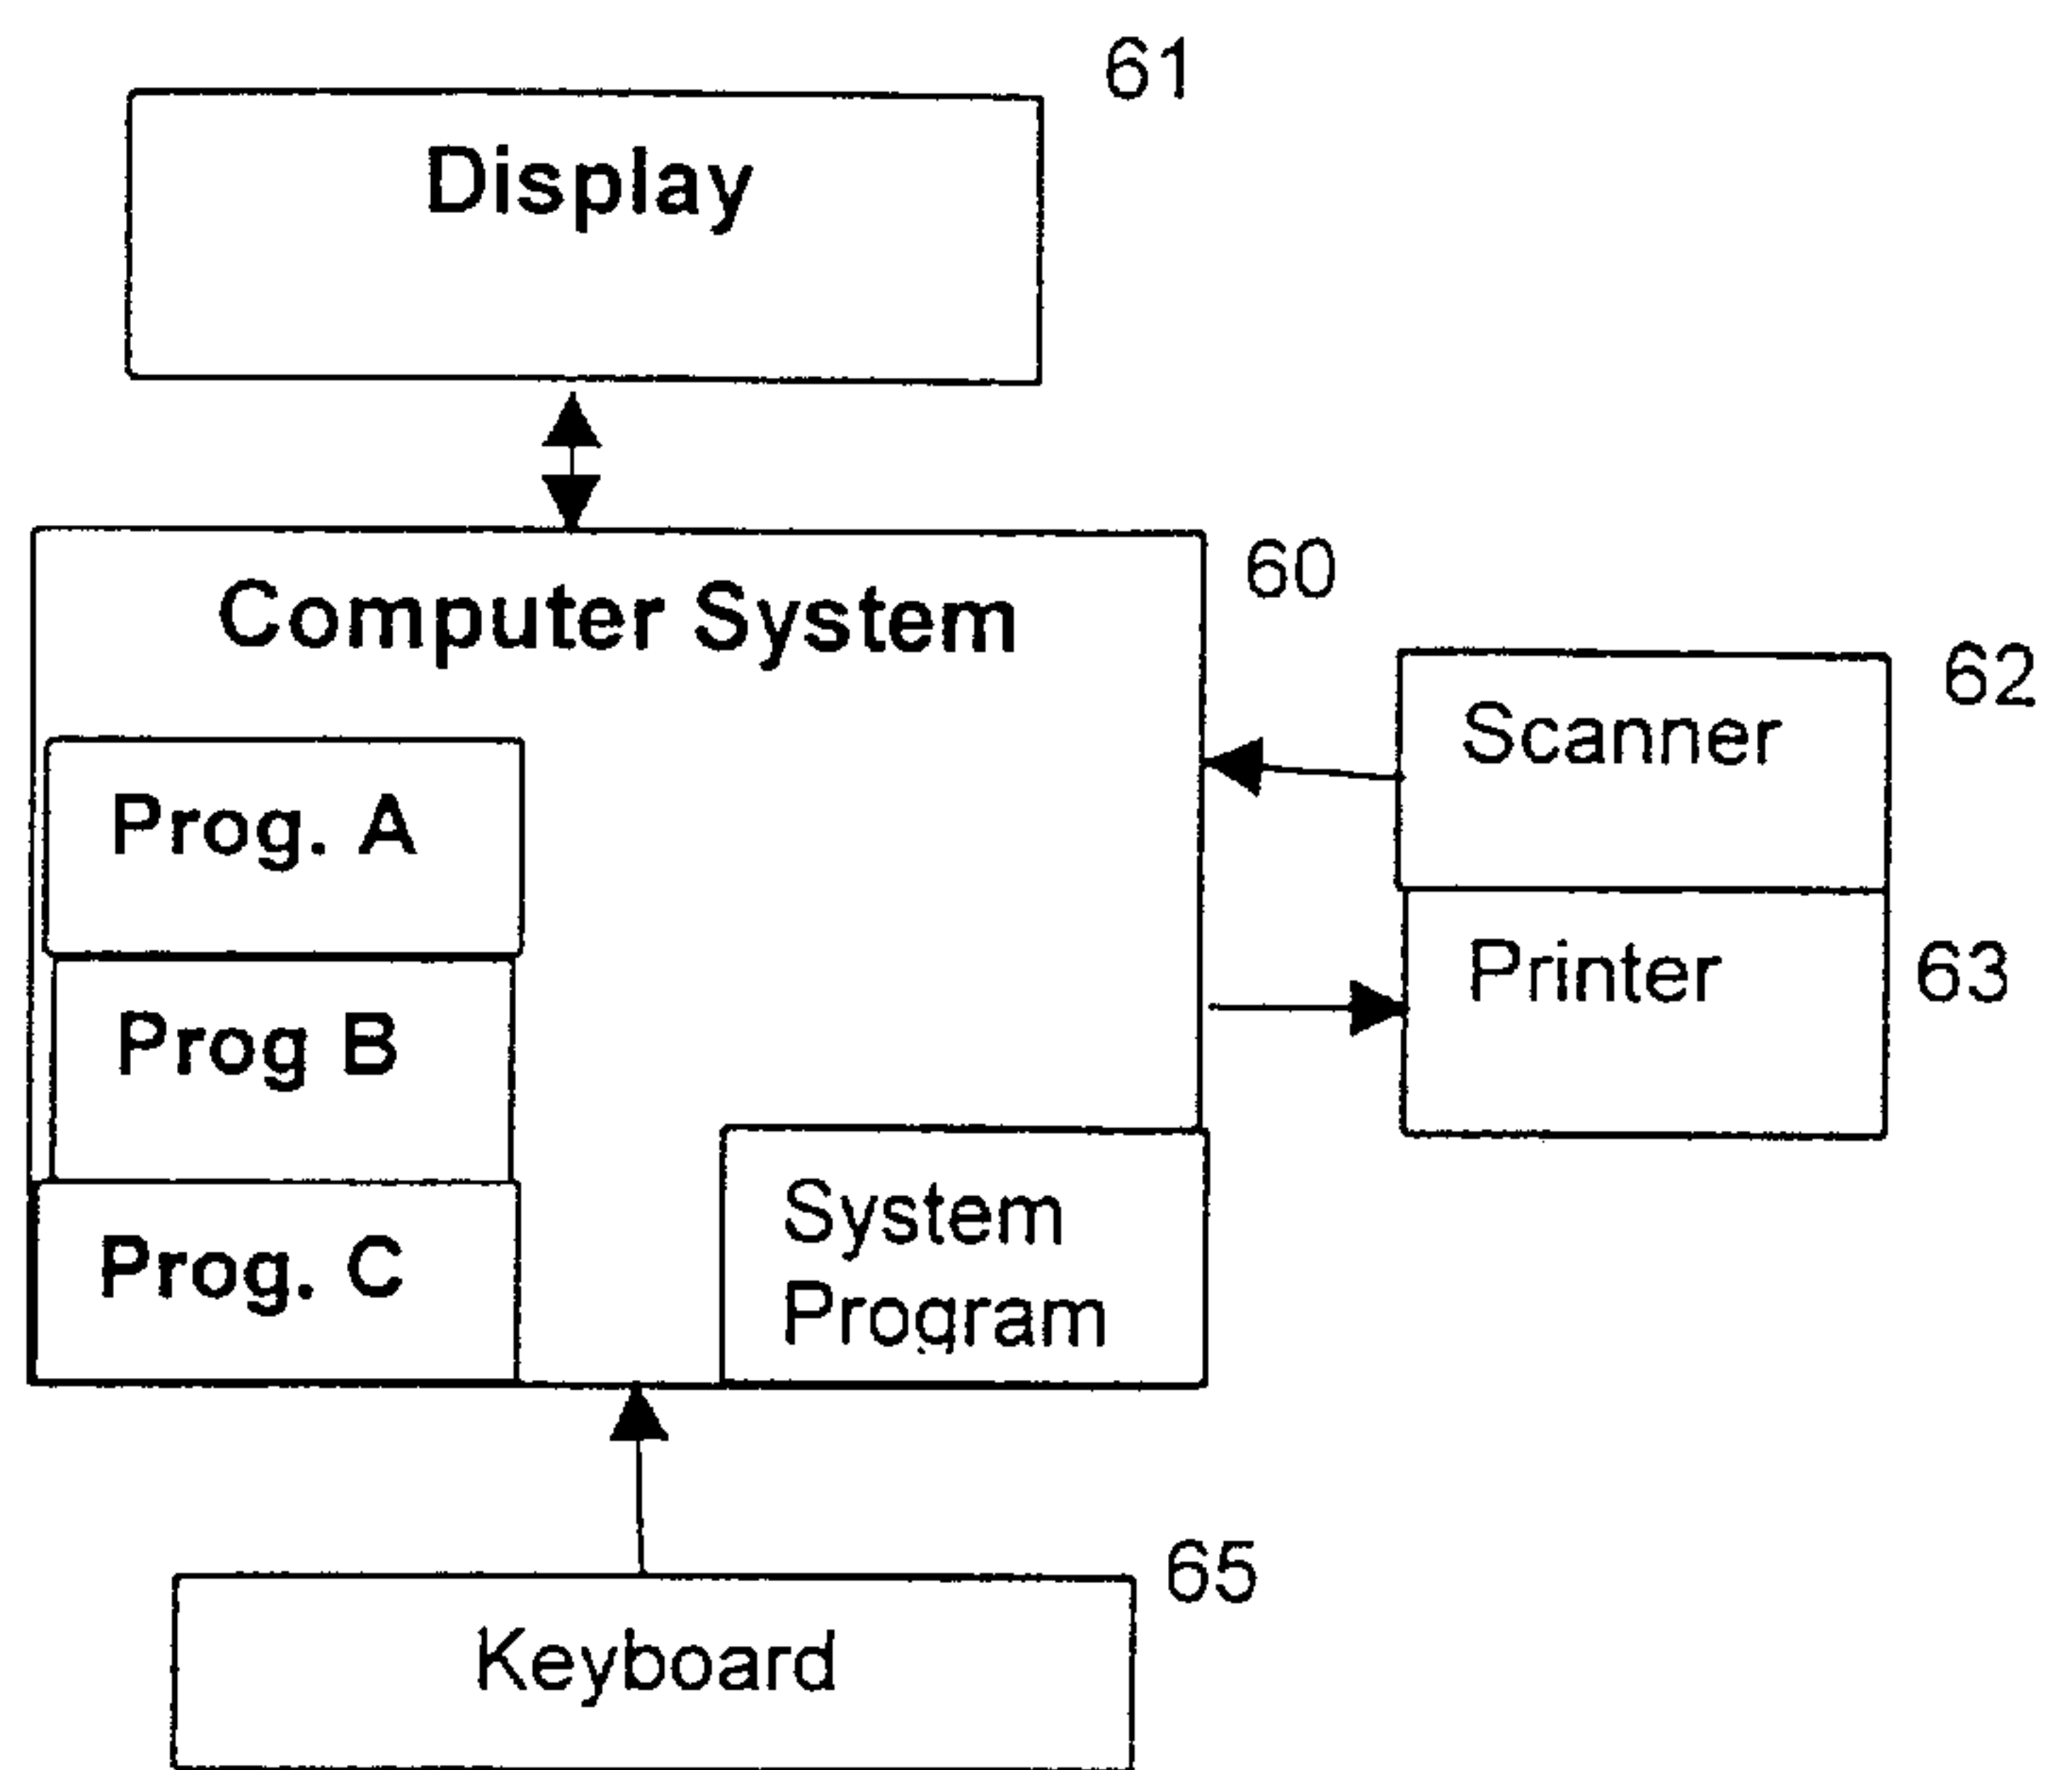 61
Display
Computer System
60
62
Scanner
Prog. A
Printer
63
Prog B
System
Program
Prog. C
65
Keyboard